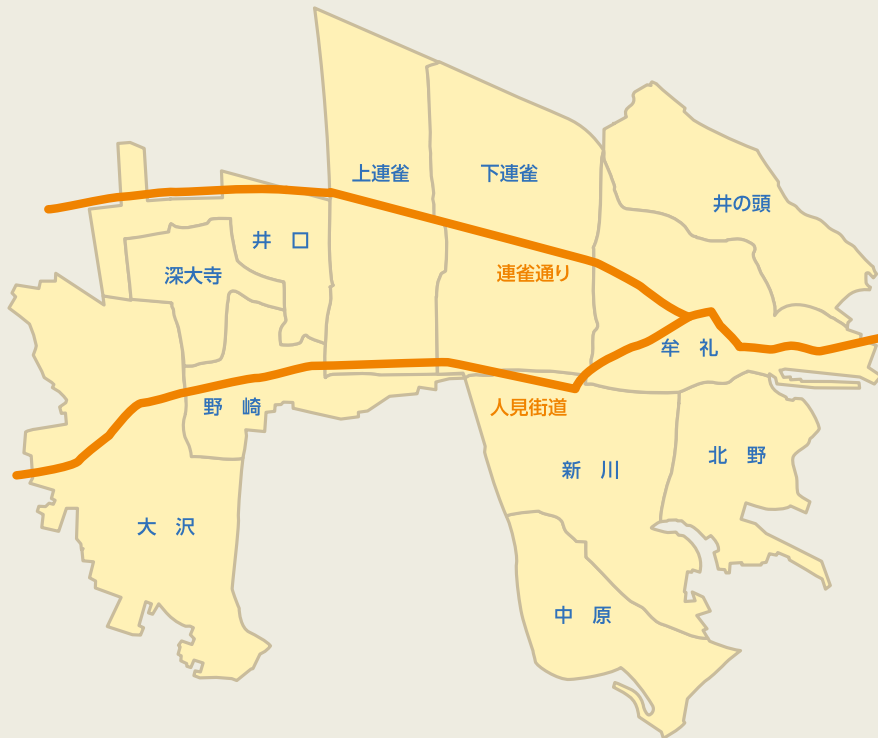 上連雀
下連雀
井の頭
井　口
深大寺
連雀通り
牟　礼
野　崎
人見街道
北　野
新　川
大　沢
中　原